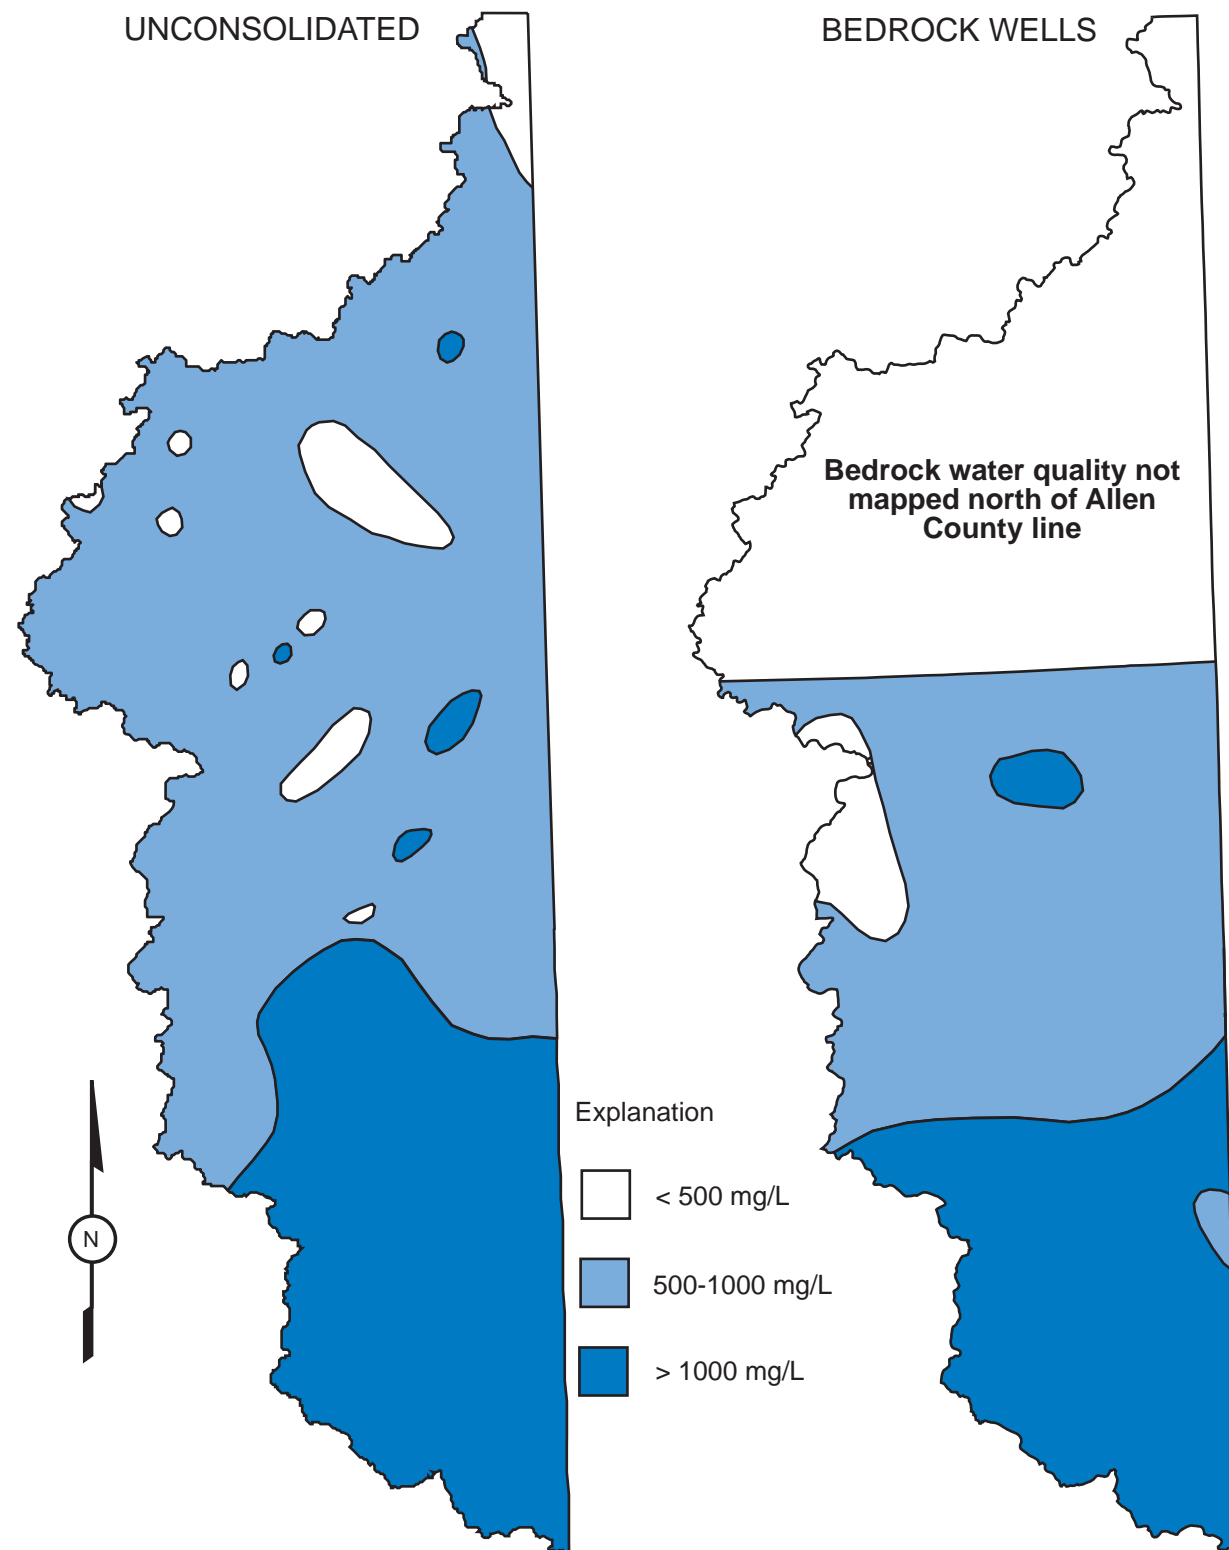 UNCONSOLIDATED
BEDROCK WELLS
Bedrock water quality not
mapped north of Allen
County line
Explanation
< 500 mg/L
500-1000 mg/L
> 1000 mg/L
N